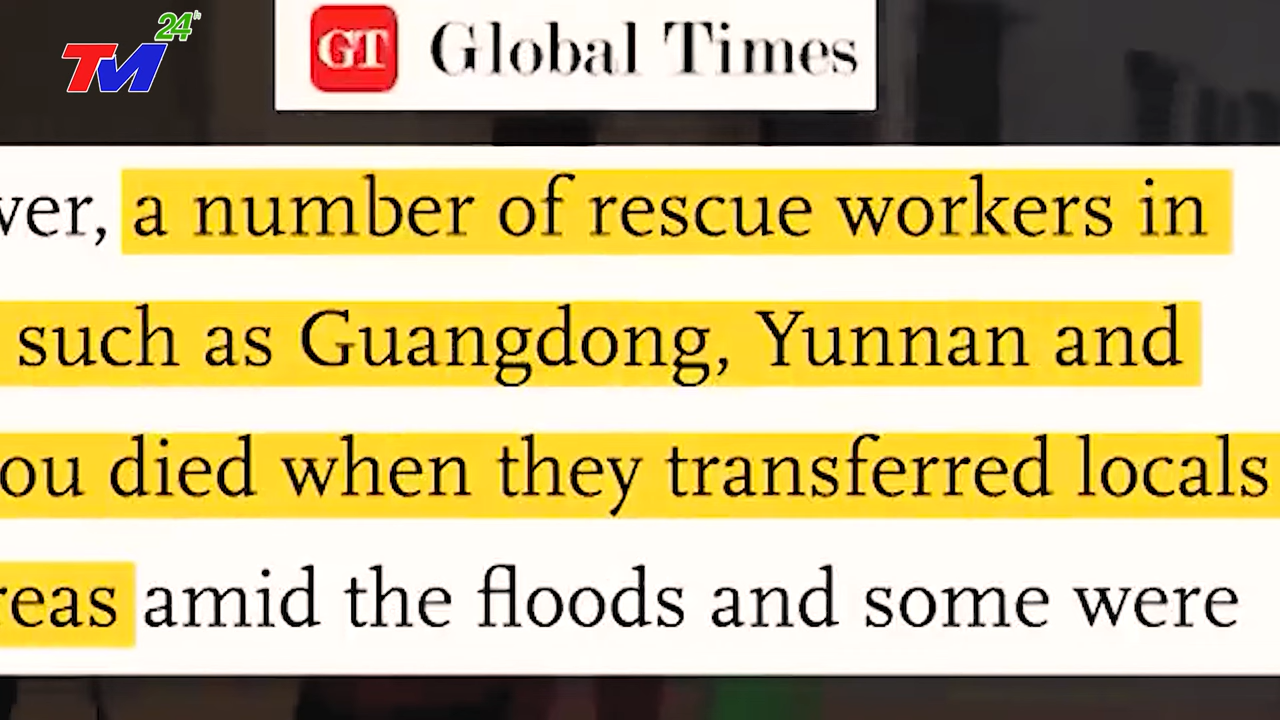 TM 24h
GT Global Times
ver, a number of rescue workers in
such as Guangdong, Yunnan and
ou died when they transferred locals
reas amid the floods and some were